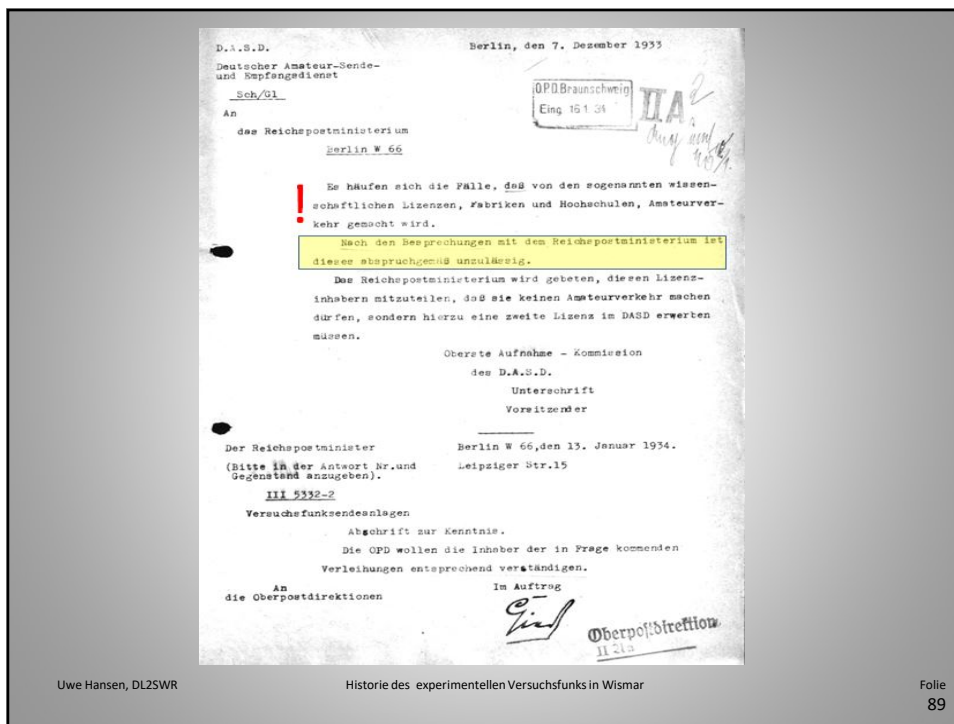 D.A.S.D.
Berlin, den 7. Dezember 1933
Deutscher Amateur-Sende-
und Empfangsdienst
Sch/Gl
An
das Reichspostministerium
Berlin W 66
O.P.D. Braunschweig
Eing. 16.1.34
II A 2
!
Es häufen sich die Fälle, daß von den sogenannten wissen-
schaftlichen Lizenzen, Fabriken und Hochschulen, Amateurver-
kehr gemacht wird.
Nach den Besprechungen mit dem Reichspostministerium ist
dieses abspruchgemäß unzulässig.
Das Reichspostministerium wird gebeten, diesen Lizenz-
inhabern mitzuteilen, daß sie keinen Amateurverkehr machen
dürfen, sondern hierzu eine zweite Lizenz im DASD erwerben
müssen.
Oberste Aufnahme - Kommission
des D.A.S.D.
Unterschrift
Vorsitzender
Der Reichspostminister
Berlin W 66,den 13. Januar 1934.
(Bitte in der Antwort Nr.und
Gegenstand anzugeben).
Leipziger Str.15
III 5332-2
Versuchsfunksendeanlagen
Abschrift zur Kenntnis.
Die OPD wollen die Inhaber der in Frage kommenden
Verleihungen entsprechend verständigen.
An
die Oberpostdirektionen
Im Auftrag
Oberpostdirektion
Uwe Hansen, DL2SWR
Historie des experimentellen Versuchsfunks in Wismar
Folie
89